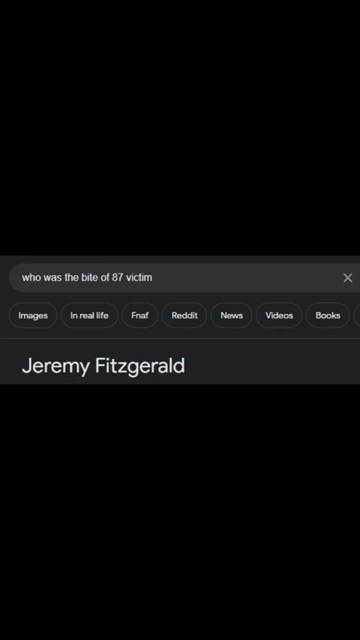 who was the bite of 87 victim
Images In real life Fnaf Reddit News Videos Books
Jeremy Fitzgerald